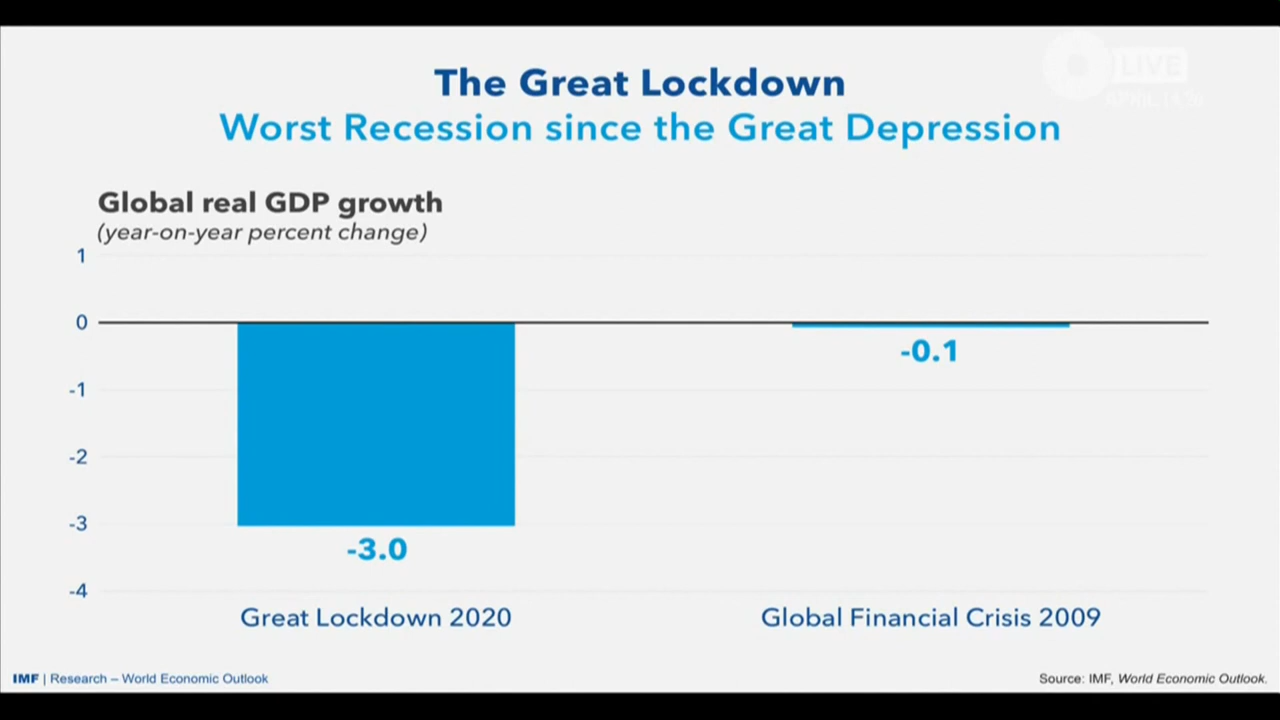 LIVE
The Great Lockdown
Worst Recession since the Great Depression
Global real GDP growth
(year-on-year percent change)
1
0
-0.1
-1
-2
-3
-3.0
-4
Great Lockdown 2020
Global Financial Crisis 2009
IMF | Research – World Economic Outlook
Source: IMF, World Economic Outlook.